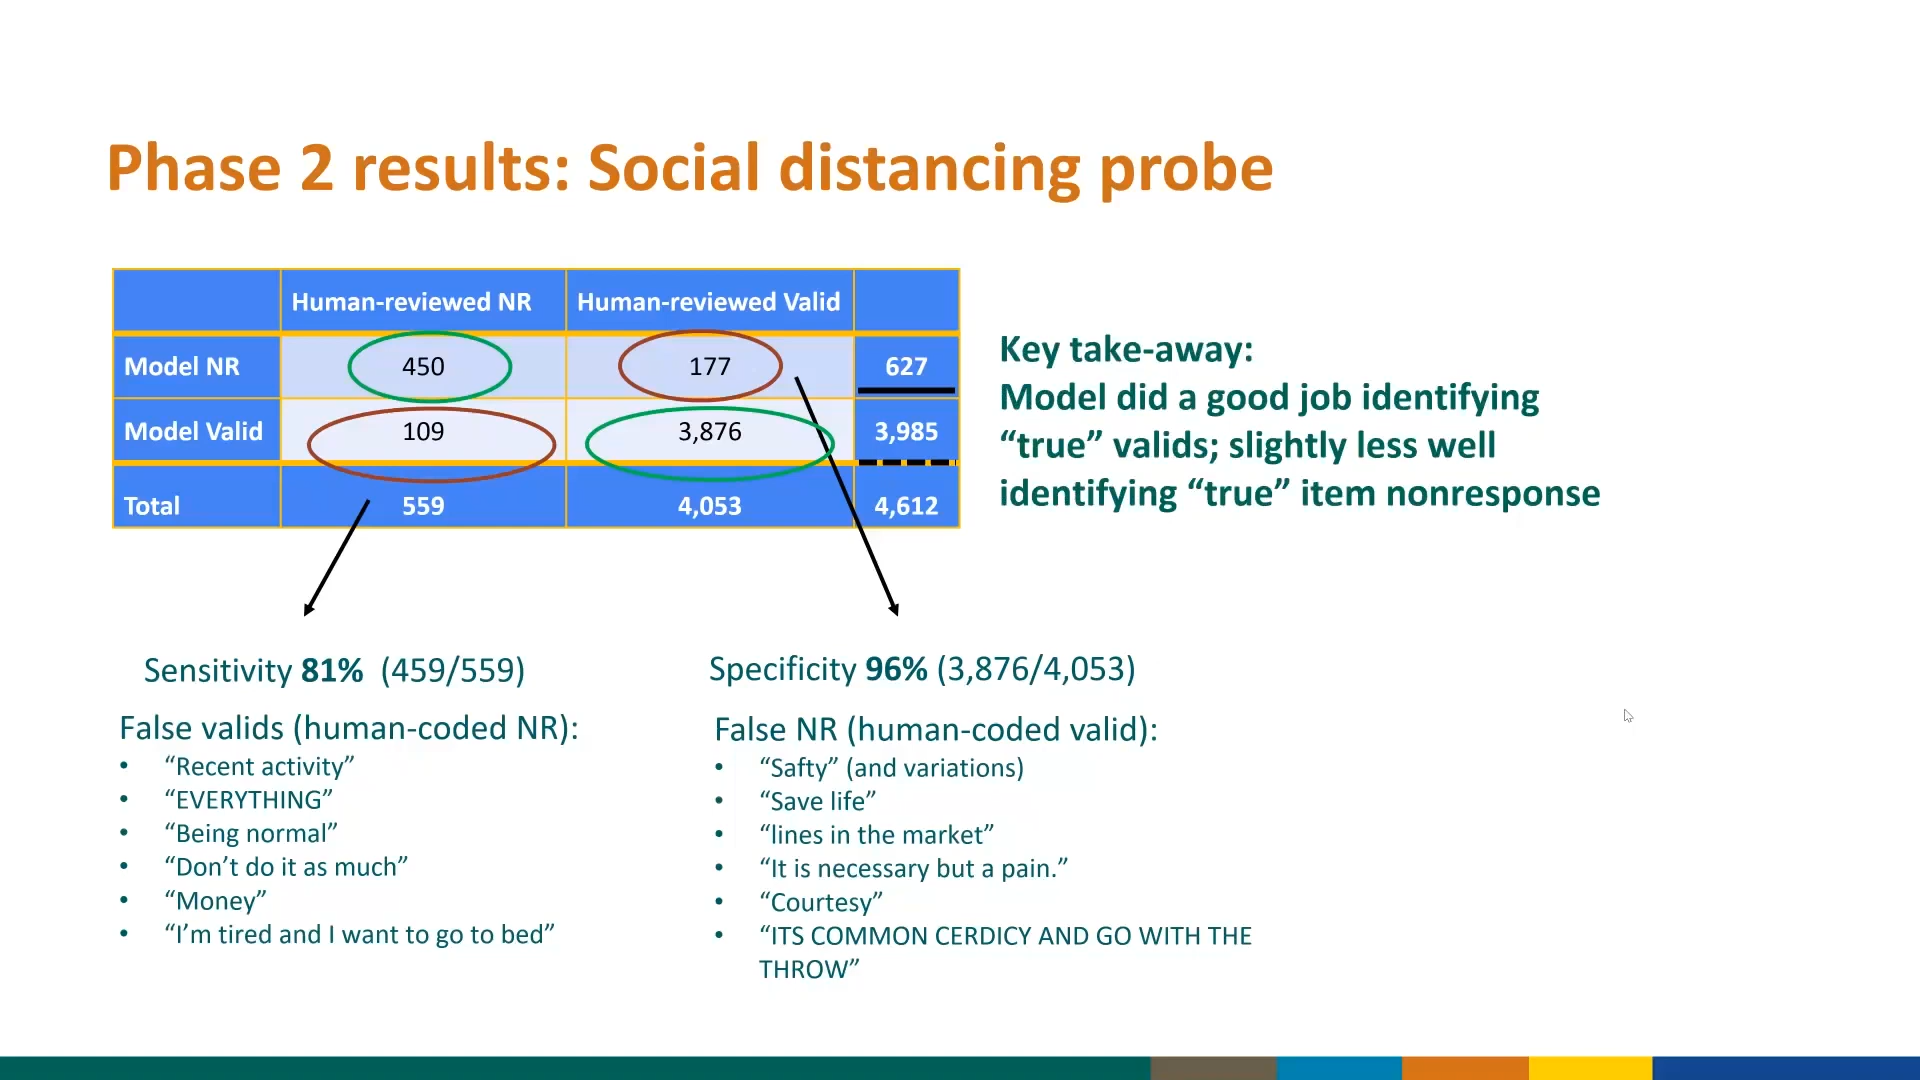 Phase 2 results: Social distancing probe
Human-reviewed NR Human-reviewed Valid
Model NR 450 177 627
Model Valid 109 3,876 3,985
Total 559 4,053 4,612
Key take-away:
Model did a good job identifying
“true” valids; slightly less well
identifying “true” item nonresponse
Sensitivity 81% (459/559)
False valids (human-coded NR):
• “Recent activity”
• “EVERYTHING”
• “Being normal”
• “Don’t do it as much”
• “Money”
• “I’m tired and I want to go to bed”
Specificity 96% (3,876/4,053)
False NR (human-coded valid):
• “Safty” (and variations)
• “Save life”
• “lines in the market”
• “It is necessary but a pain.”
• “Courtesy”
• “ITS COMMON CERDICY AND GO WITH THE
THROW”